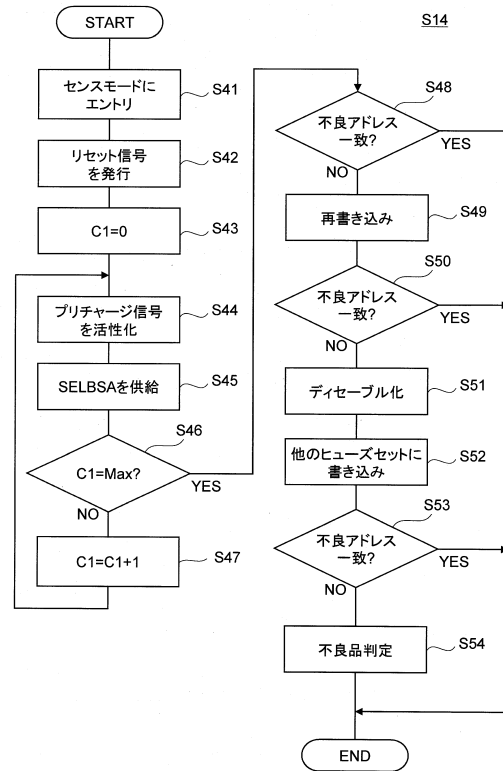 START
S14
センスモードに
エントリ
S41
リセット信号
を発行
S42
C1=0
S43
プリチャージ信号
を活性化
S44
SELBSAを供給
S45
C1=Max?
S46
YES
NO
C1=C1+1
S47
不良アドレス
一致?
S48
YES
NO
再書き込み
S49
不良アドレス
一致?
S50
YES
NO
ディセーブル化
S51
他のヒューズセットに
書き込み
S52
不良アドレス
一致?
S53
YES
NO
不良品判定
S54
END